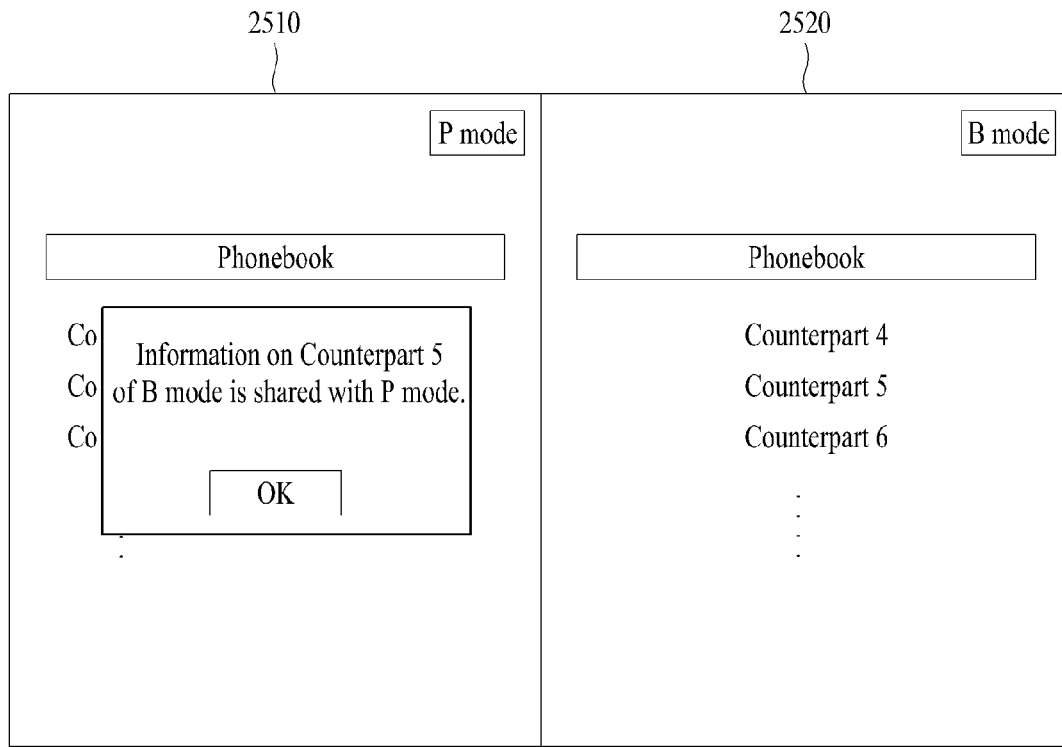 2510 2520
P mode B mode
Phonebook Phonebook
Co Counterpart 4
Information on Counterpart 5
Co Counterpart 5
of B mode is shared with P mode.
Co Counterpart 6
OK